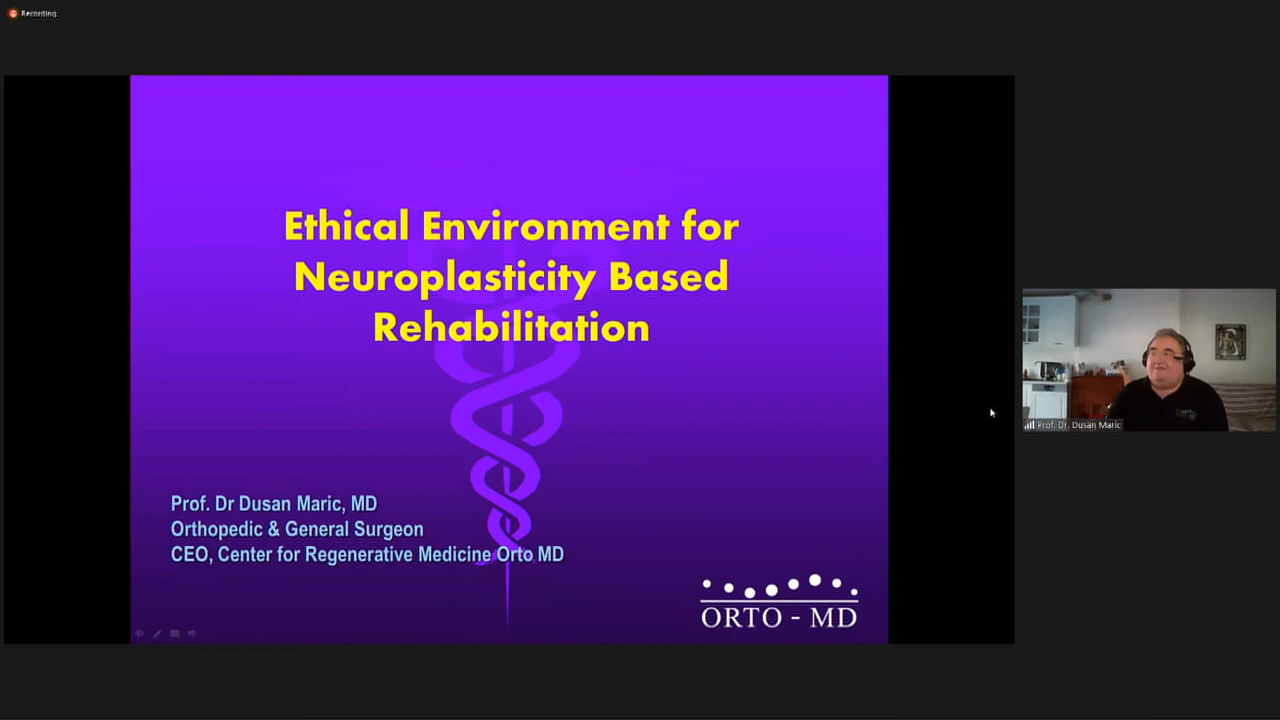 Recording
Ethical Environment for
Neuroplasticity Based
Rehabilitation
Prof. Dr Dusan Maric, MD
Orthopedic & General Surgeon
CEO, Center for Regenerative Medicine Orto MD
ORTO - MD
Prof. Dr. Dusan Maric